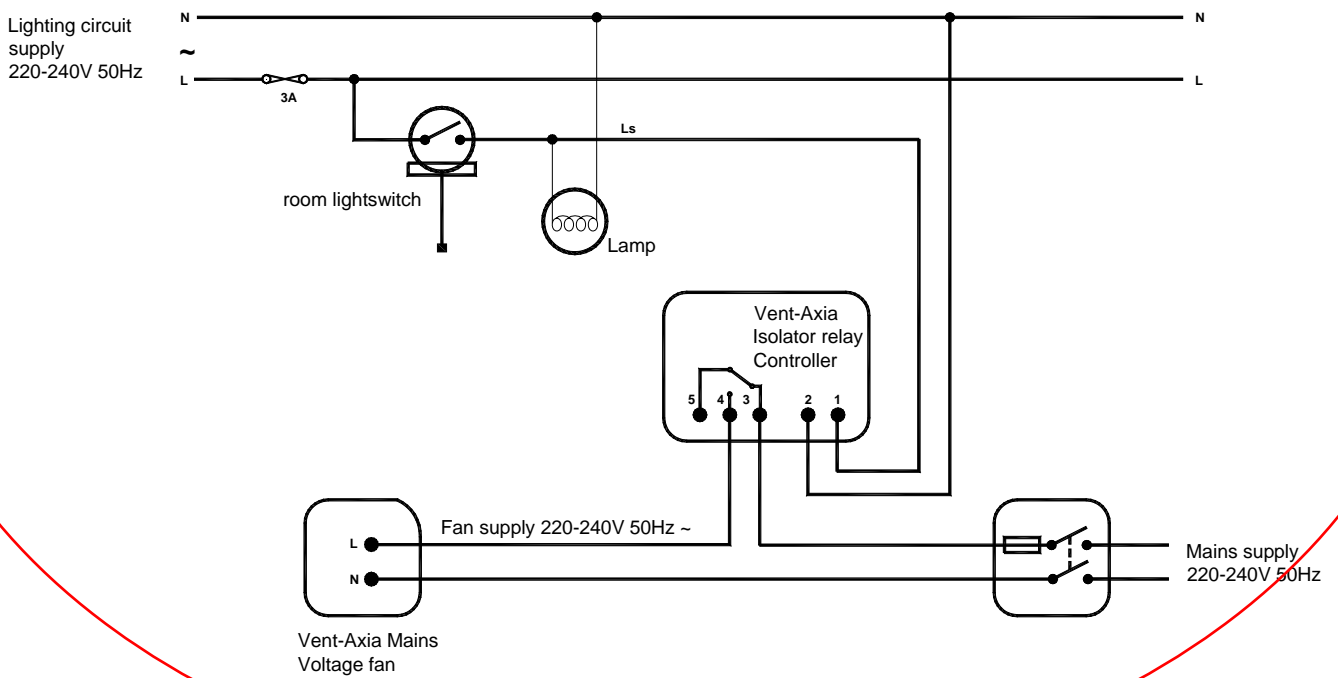 Lighting circuit
supply
220-240V 50Hz
N
~
L
3A
N
L
Ls
room lightswitch
Lamp
Vent-Axia
Isolator relay
Controller
5 4 3 2 1
Fan supply 220-240V 50Hz ~
L
N
Mains supply
220-240V 50Hz
Vent-Axia Mains
Voltage fan